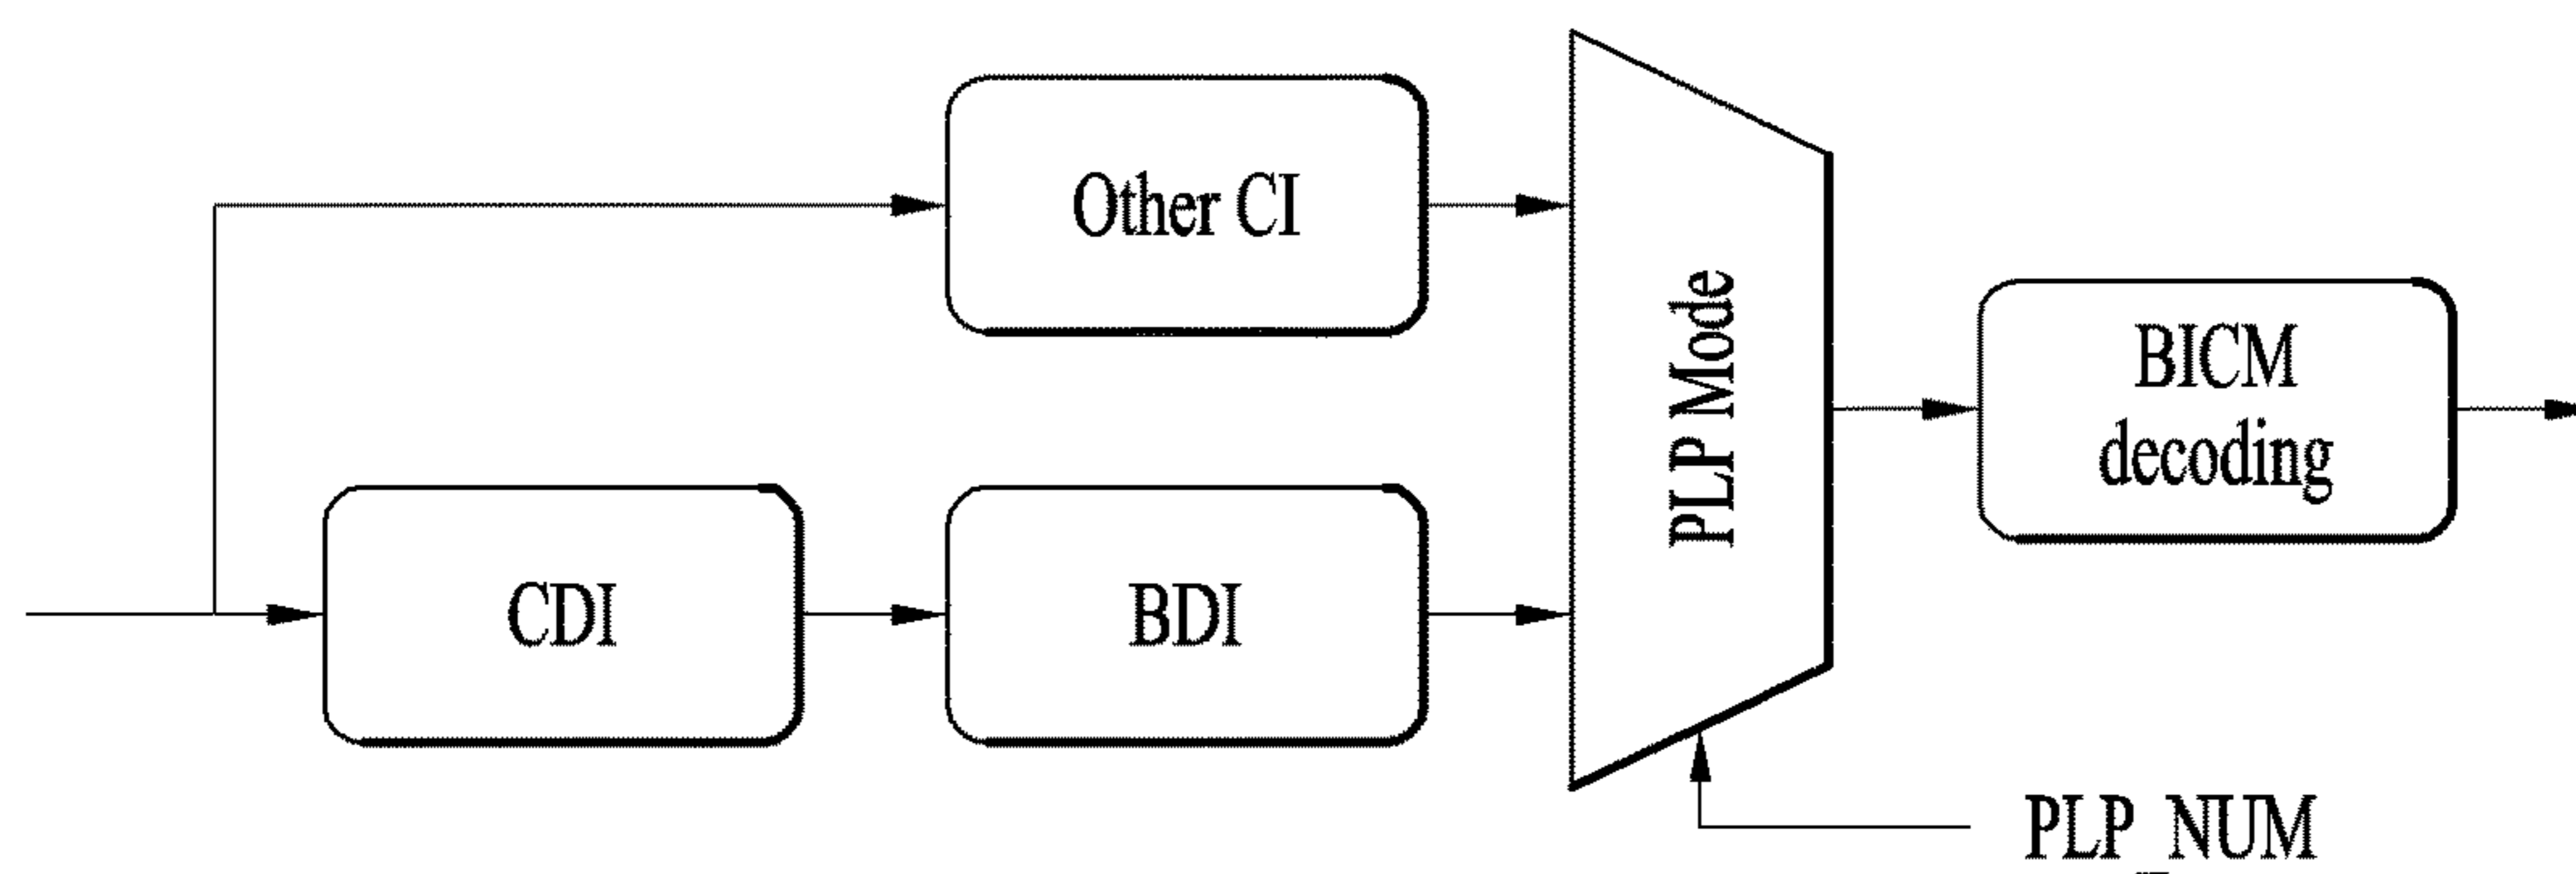 Other CI
PLP Mode
BICM
decoding
CDI
BDI
PLP_NUM